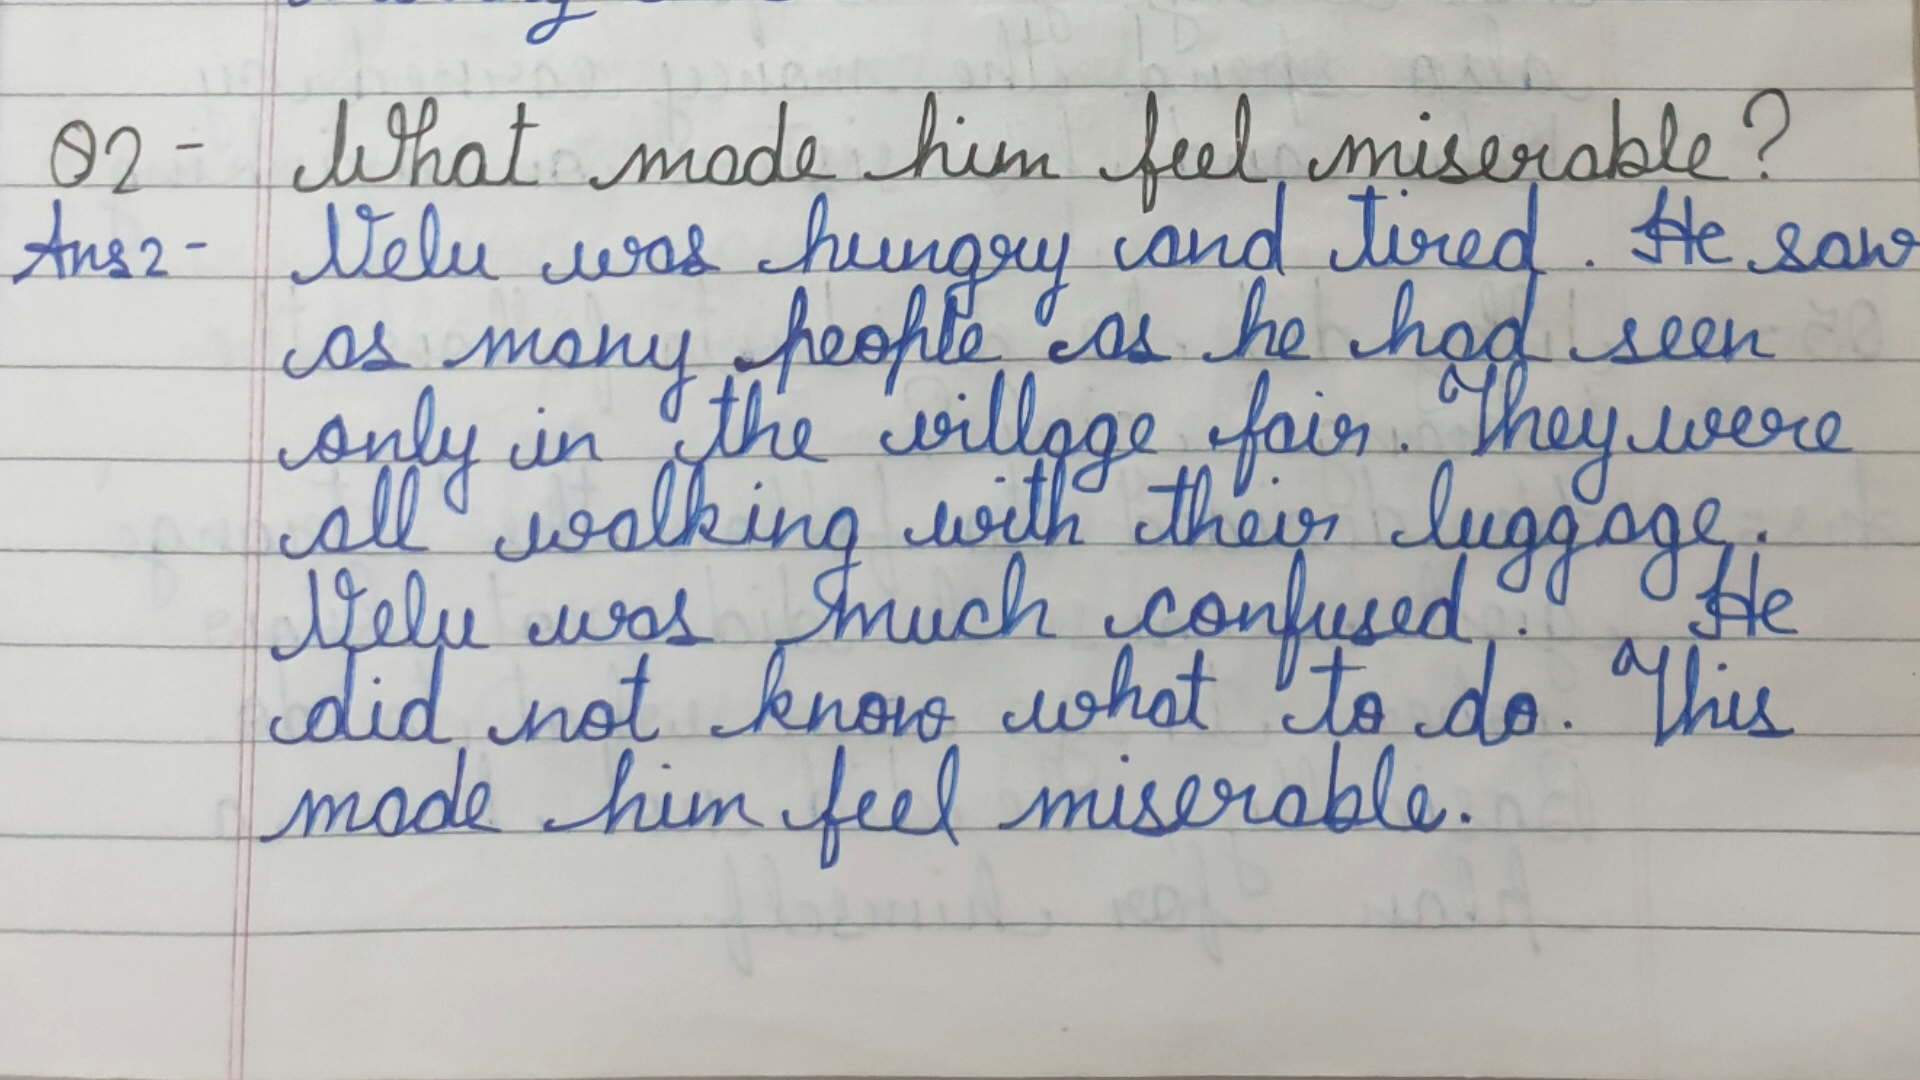 Q2 - What made him feel miserable?
Ans2 - Velu was hungry and tired. He saw
as many people as he had seen
only in the village fair. They were
all walking with their luggage.
Velu was much confused. He
did not know what to do. This
made him feel miserable.